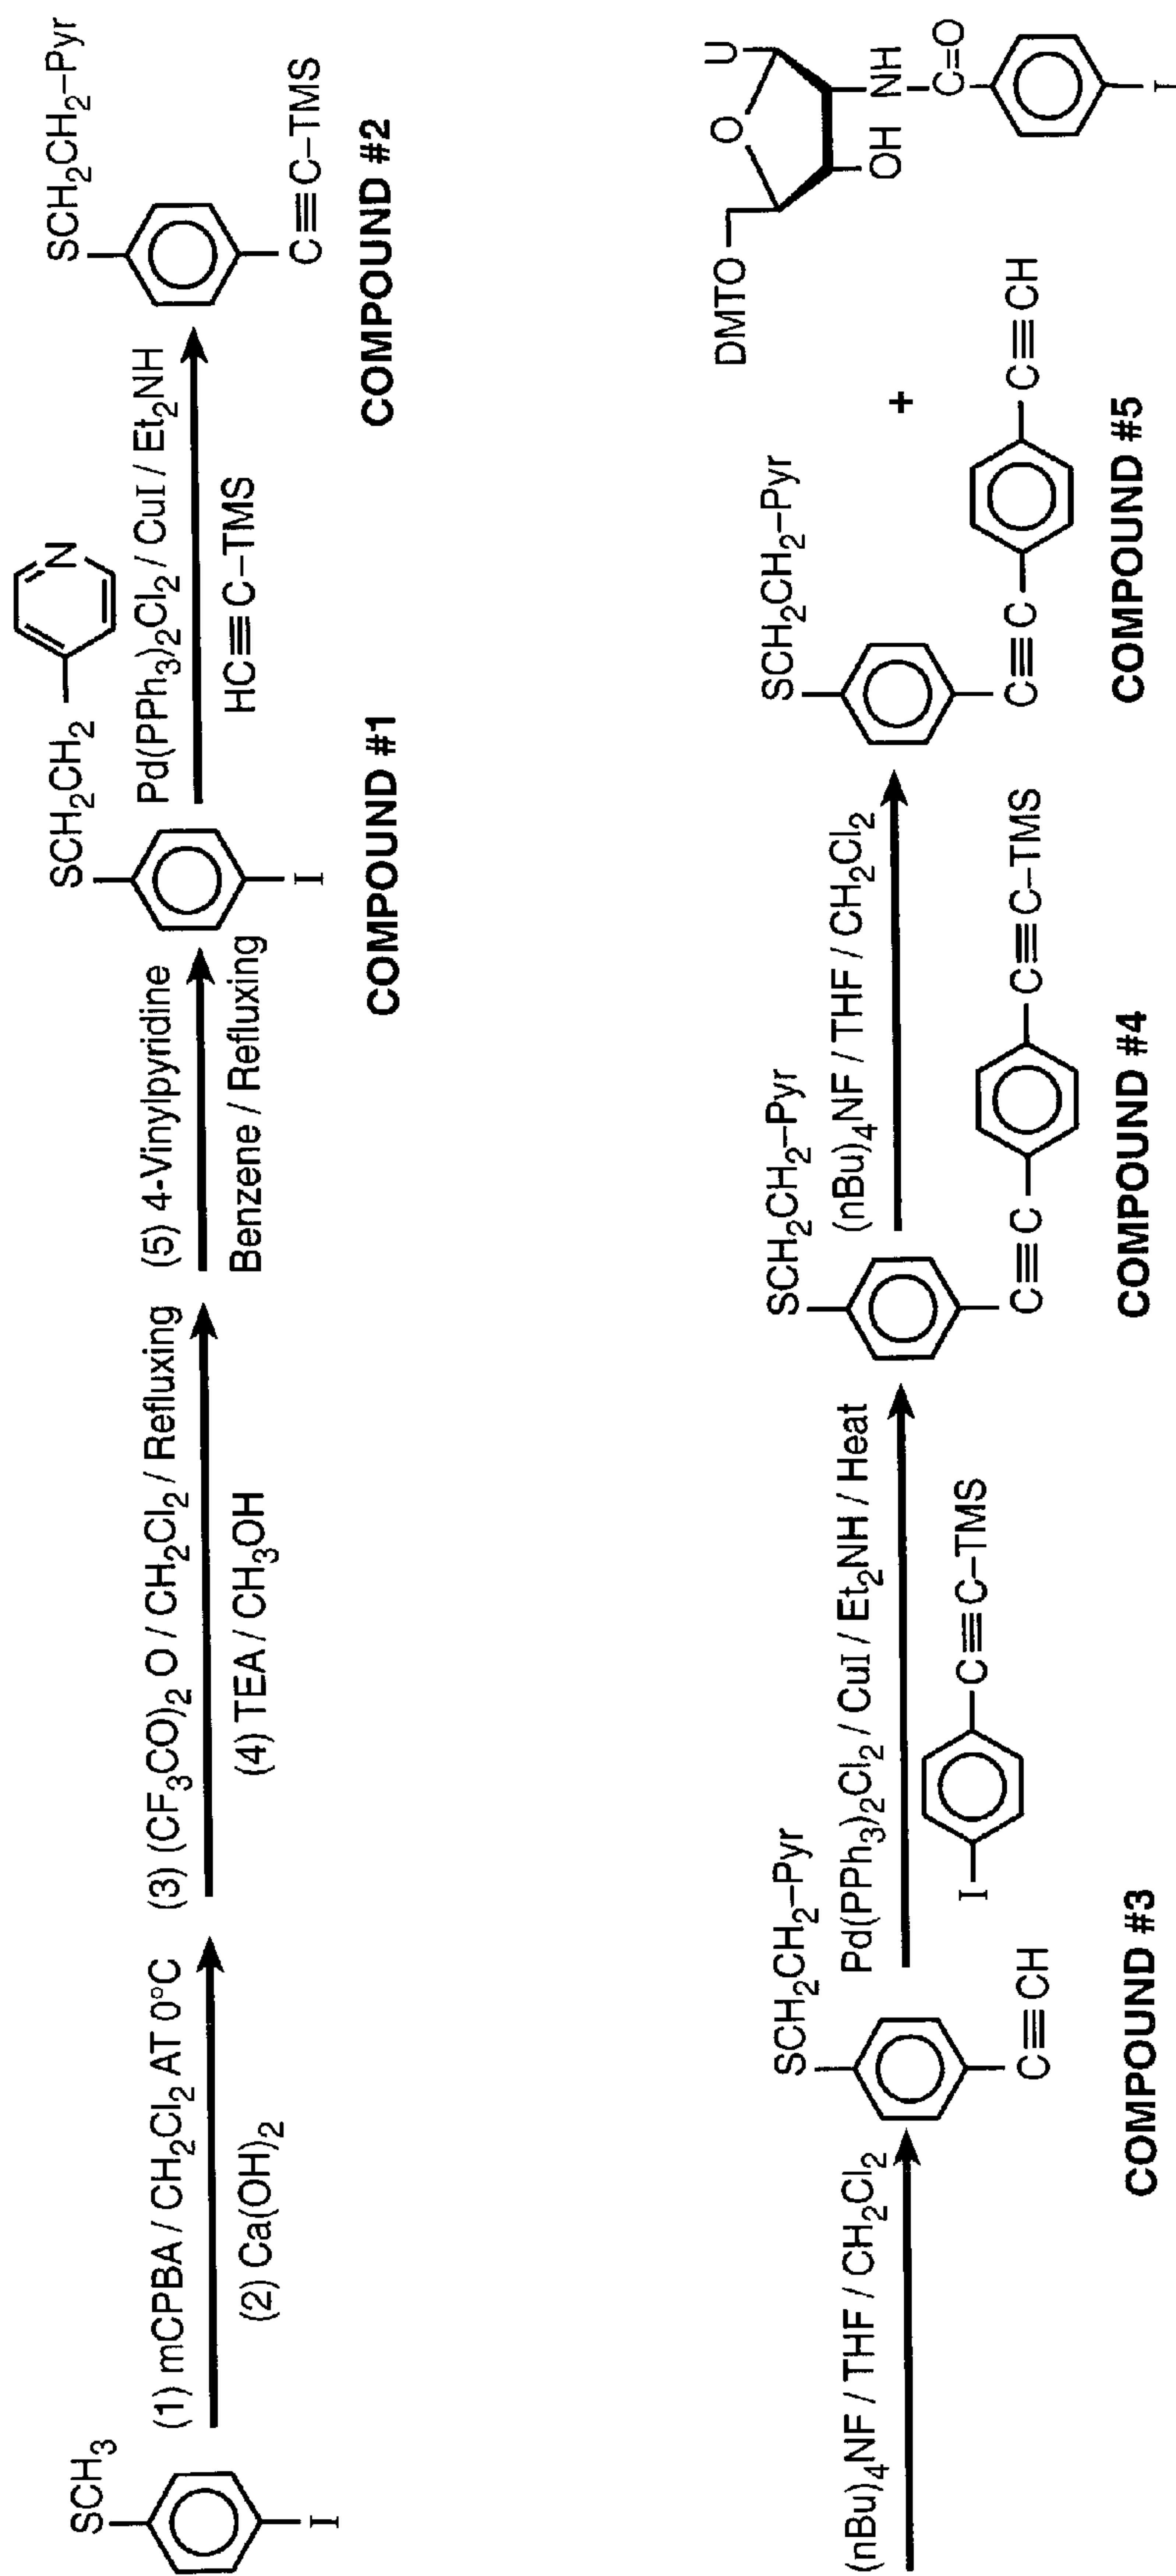 SCH3
I
(1) mCPBA / CH2Cl2 AT 0°C
(2) Ca(OH)2
(3) (CF3CO)2 O / CH2Cl2 / Refluxing
(4) TEA / CH3OH
(5) 4-Vinylpyridine
Benzene / Refluxing
SCH2CH2
N
I
COMPOUND #1
Pd(PPh3)2Cl2 / CuI / Et2NH
HC≡C–TMS
SCH2CH2–Pyr
C≡C–TMS
COMPOUND #2
(nBu)4NF / THF / CH2Cl2
SCH2CH2–Pyr
C≡CH
COMPOUND #3
Pd(PPh3)2Cl2 / CuI / Et2NH / Heat
I
C≡C–TMS
SCH2CH2–Pyr
C≡C
C≡C–TMS
COMPOUND #4
(nBu)4NF / THF / CH2Cl2
SCH2CH2–Pyr
C≡C
C≡CH
COMPOUND #5
+
DMTO
O
U
OH
NH
C=O
I